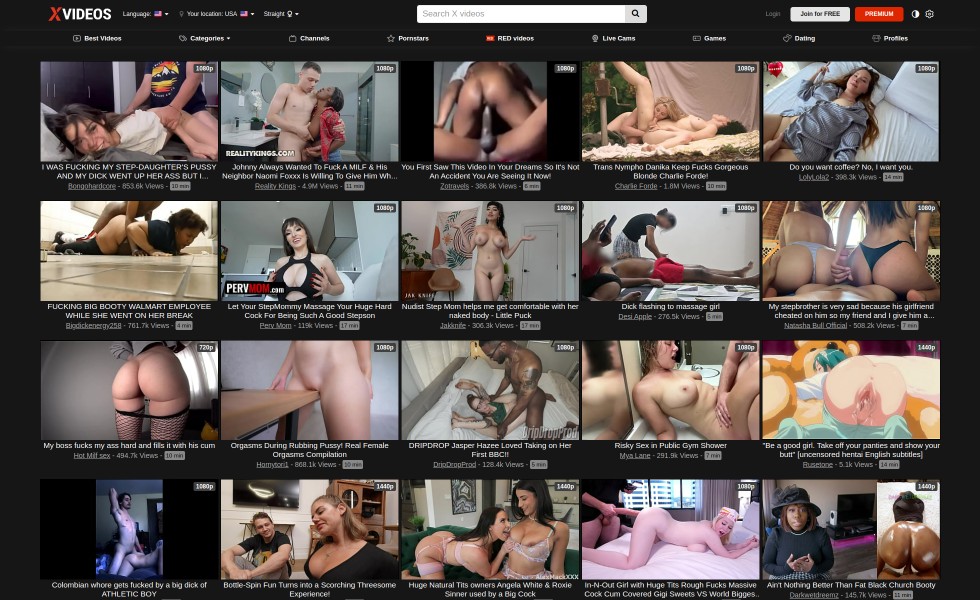 XVIDEOS
Language:
Your location: USA
Straight
Search X videos
Login
Join for FREE
PREMIUM
Best Videos
Categories
Channels
Pornstars
RED videos
Live Cams
Games
Dating
Profiles
1080p
1080p
1080p
1080p
1080p
REALITYKINGS.COM
I WAS FUCKING MY STEP-DAUGHTER'S PUSSY
AND MY DICK WENT UP HER ASS BUT I...
Bongohardcore - 853.6k Views - 10 min
Johnny Always Wanted To Fuck A MILF & His
Neighbor Naomi Foxxx Is Willing To Give Him Wh...
Reality Kings - 4.9M Views - 11 min
You First Saw This Video In Your Dreams So It's Not
An Accident You Are Seeing It Now!
Zotravels - 386.8k Views - 6 min
Trans Nympho Danika Keep Fucks Gorgeous
Blonde Charlie Forde!
Charlie Forde - 1.8M Views - 10 min
Do you want coffee? No, I want you.
LolyLola2 - 398.3k Views - 14 min
1080p
1080p
1080p
1080p
PERVMOM.com
JAK KNIFE
FUCKING BIG BOOTY WALMART EMPLOYEE
WHILE SHE WENT ON HER BREAK
Bigdickenergy258 - 761.7k Views - 4 min
Let Your StepMommy Massage Your Huge Hard
Cock For Being Such A Good Stepson
Perv Mom - 119k Views - 17 min
Nudist Step Mom helps me get comfortable with her
naked body - Little Puck
Jakknife - 306.3k Views - 17 min
Dick flashing to massage girl
Desi Apple - 276.5k Views - 5 min
My stepbrother is very sad because his girlfriend
cheated on him so my friend and I give him a...
Natasha Bull Official - 508.2k Views - 7 min
720p
1080p
1080p
1080p
1440p
DripDropProd
My boss fucks my ass hard and fills it with his cum
Hot Milf sex - 494.7k Views - 10 min
Orgasms During Rubbing Pussy! Real Female
Orgasms Compilation
Hornyton1 - 868.1k Views - 10 min
DRIPDROP Jasper Hazee Loved Taking on Her
First BBC!!
DripDropProd - 128.4k Views - 5 min
Risky Sex in Public Gym Shower
Mya Lane - 291.9k Views - 7 min
"Be a good girl. Take off your panties and show your
butt" [uncensored hentai English subtitles]
Rusetone - 5.1k Views - 14 min
1080p
1440p
1440p
1080p
1440p
Colombian whore gets fucked by a big dick of
ATHLETIC BOY
Bottle-Spin Fun Turns into a Scorching Threesome
Experience!
Huge Natural Tits owners Angela White & Roxie
Sinner used by a Big Cock
In-N-Out Girl with Huge Tits Rough Fucks Massive
Cock Cum Covered Gigi Sweets VS World Bigges..
Ain't Nothing Better Than Fat Black Church Booty
Darkwetdreemz - 145.7k Views - 11 min